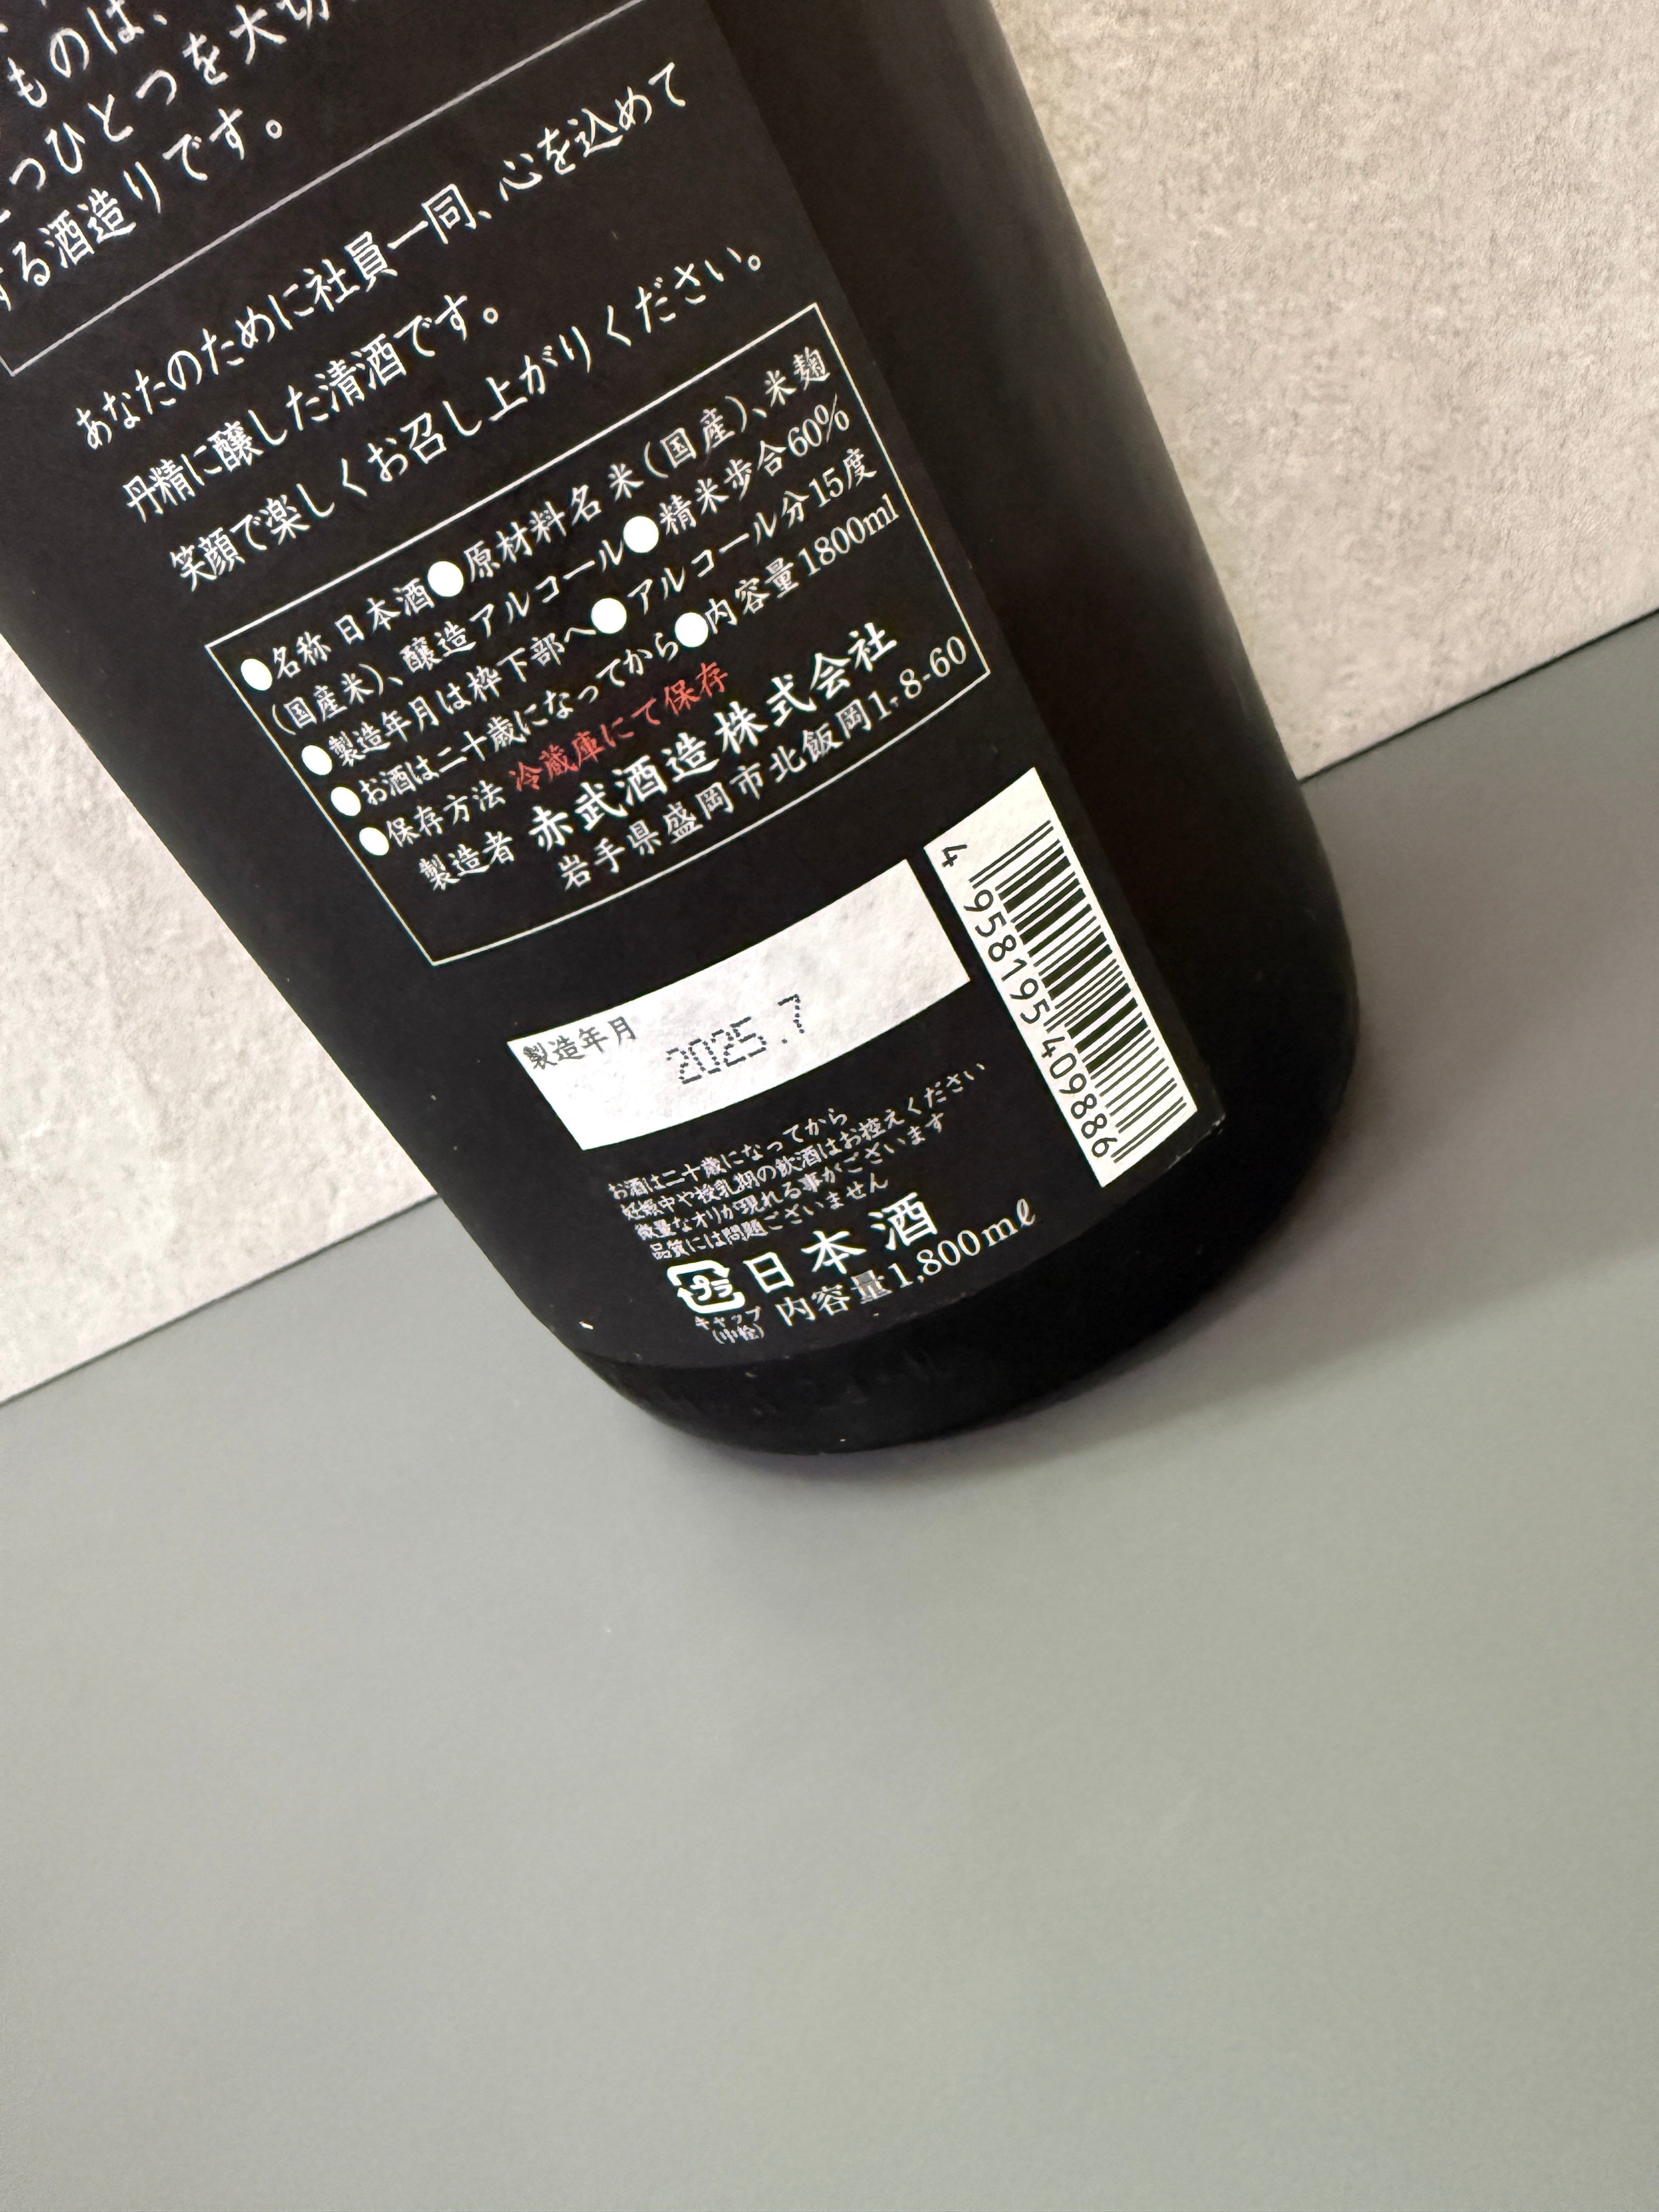 ものは、
つひとつを大切
する酒造りです。
あなたのために社員一同、心を込めて
丹精に醸した清酒です。
笑顔で楽しくお召し上がりください。
●名称 日本酒●原材料名 米(国産)、米麹
(国産米)、醸造アルコール●精米歩合60%
●製造年月は枠下部へ●アルコール分15度
●お酒は二十歳になってから●内容量1800ml
●保存方法 冷蔵庫にて保存
製造者 赤武酒造株式会社
岩手県盛岡市北飯岡1-8-60
製造年月
2025.7
4 958195 409886
お酒は二十歳になってから
妊娠中や授乳期の飲酒はお控えください
微量なオリが現れる事がございます
品質には問題ございません
プラ 日本酒
キャップ
(中栓)
内容量1,800mℓ